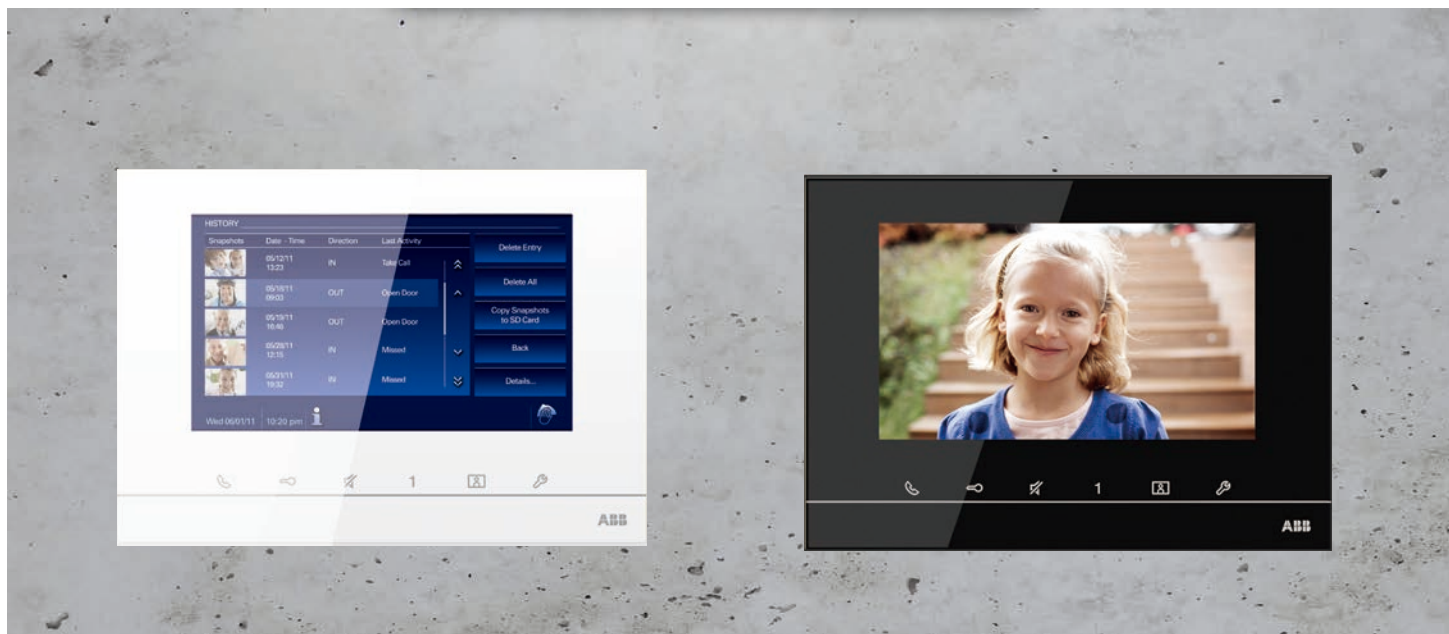 HISTORY
Snapshots Date - Time Direction Last Activity
05/12/11
13:23
IN Take Call
05/16/11
09:03
OUT Open Door
05/19/11
16:46
OUT Open Door
05/28/11
12:15
IN Missed
05/31/11
19:32
IN Missed
Delete Entry
Delete All
Copy Snapshots
to SD Card
Back
Details...
Wed 06/01/11 10:20 pm
1
ABB
1
ABB